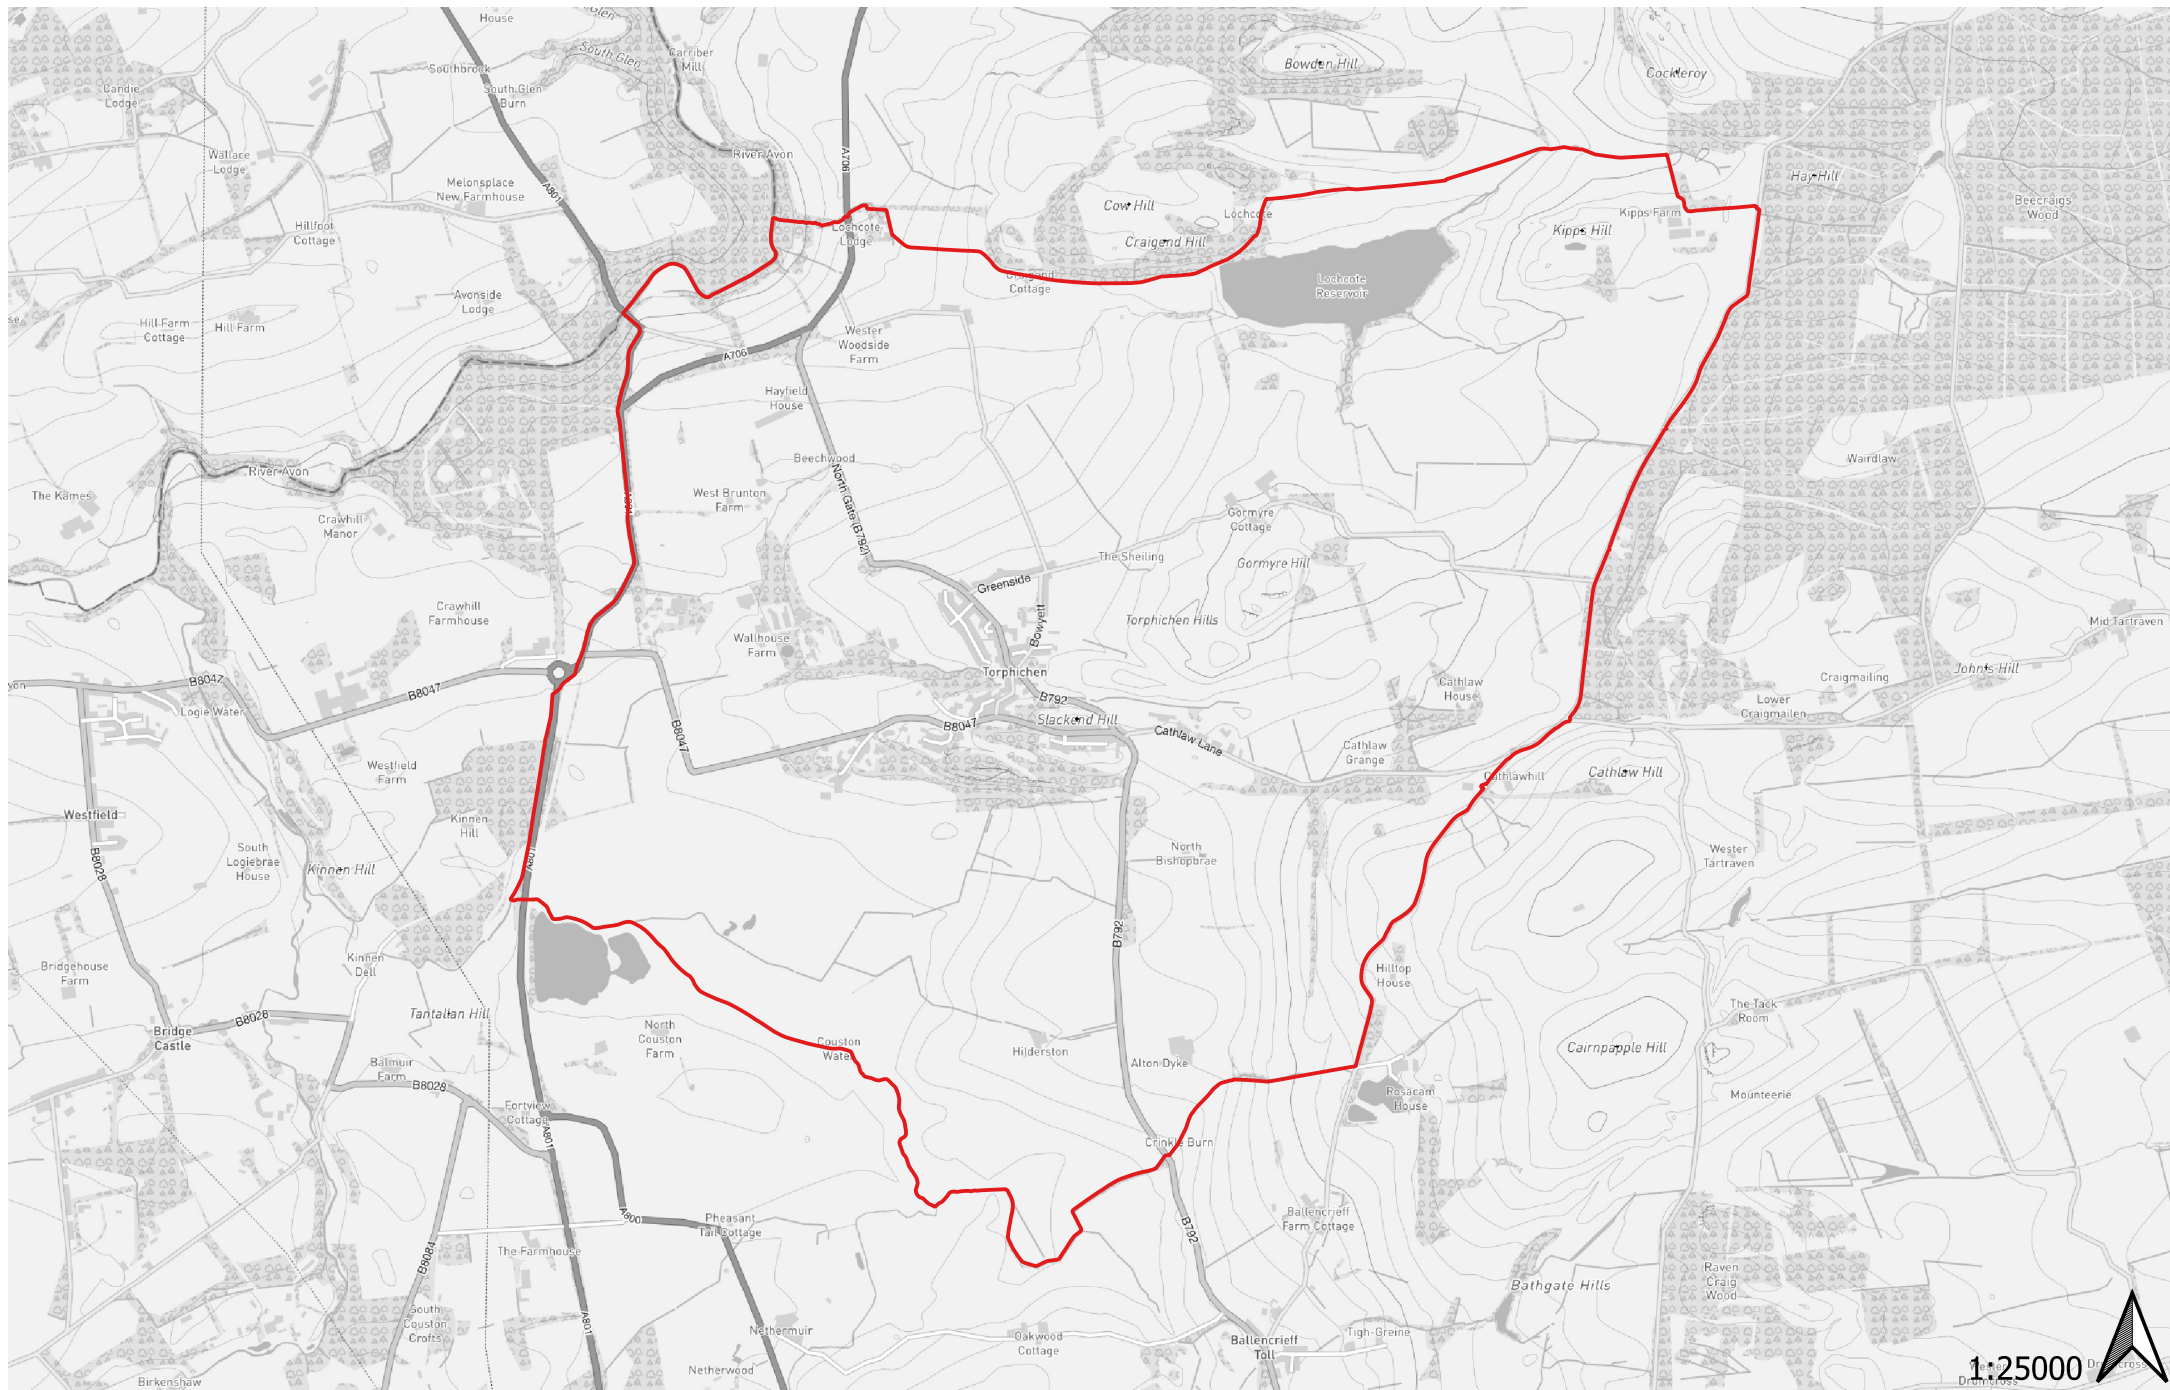 House
Glen
South Glen
Carriber
Mill
Southbrook
South Glen
Burn
Candie
Lodge
Bowden Hill
Cockleroy
Wallace
Lodge
River Avon
A706
Melonsplace
New Farmhouse
A801
Hay Hill
Beecraigs
Wood
Cow Hill
Lochcote
Kipps Farm
Hillfoot
Cottage
Lochcote
Lodge
Craigend Hill
Kipps Hill
Craigend
Cottage
Lochcote
Reservoir
Avonside
Lodge
Hill Farm
Cottage
Hill Farm
Wester
Woodside
Farm
A706
Hayfield
House
Beechwood
North Gate (B792)
River Avon
Wairdlaw
The Kames
West Brunton
Farm
A801
Crawhill
Manor
Gormyre
Cottage
The Sheiling
Gormyre Hill
Greenside
Bowyett
Crawhill
Farmhouse
Torphichen Hills
Mid Tartraven
Wallhouse
Farm
Torphichen
John's Hill
Craigmailing
B8047
B8047
Logie Water
B792
Cathlaw
House
Lower
Craigmailen
B8047
B8047
Slackend Hill
Cathlaw Lane
Cathlaw
Grange
Westfield
Farm
Cathlawhill
Cathlaw Hill
Westfield
Kinnen
Hill
South
Logiebrae
House
Kinnen Hill
B8028
A801
North
Bishopbrae
Wester
Tartraven
B792
Kinnen
Dell
Bridgehouse
Farm
Hilltop
House
Tantallan Hill
The Tack
Room
B8028
Bridge
Castle
North
Couston
Farm
Couston
Water
Hilderston
Alton Dyke
Cairnpapple Hill
Balmuir
Farm
B8028
Rosacam
House
Mounteerie
Fortview
Cottage
A801
Crinkle Burn
A800
Pheasant
Tail Cottage
B792
Ballencrieff
Farm Cottage
B8084
The Farmhouse
Bathgate Hills
Raven
Craig
Wood
South
Couston
Crofts
A801
Nethermuir
Oakwood
Cottage
Ballencrieff
Toll
Tigh-Greine
Netherwood
Birkenshaw
1:25000
Drumcross